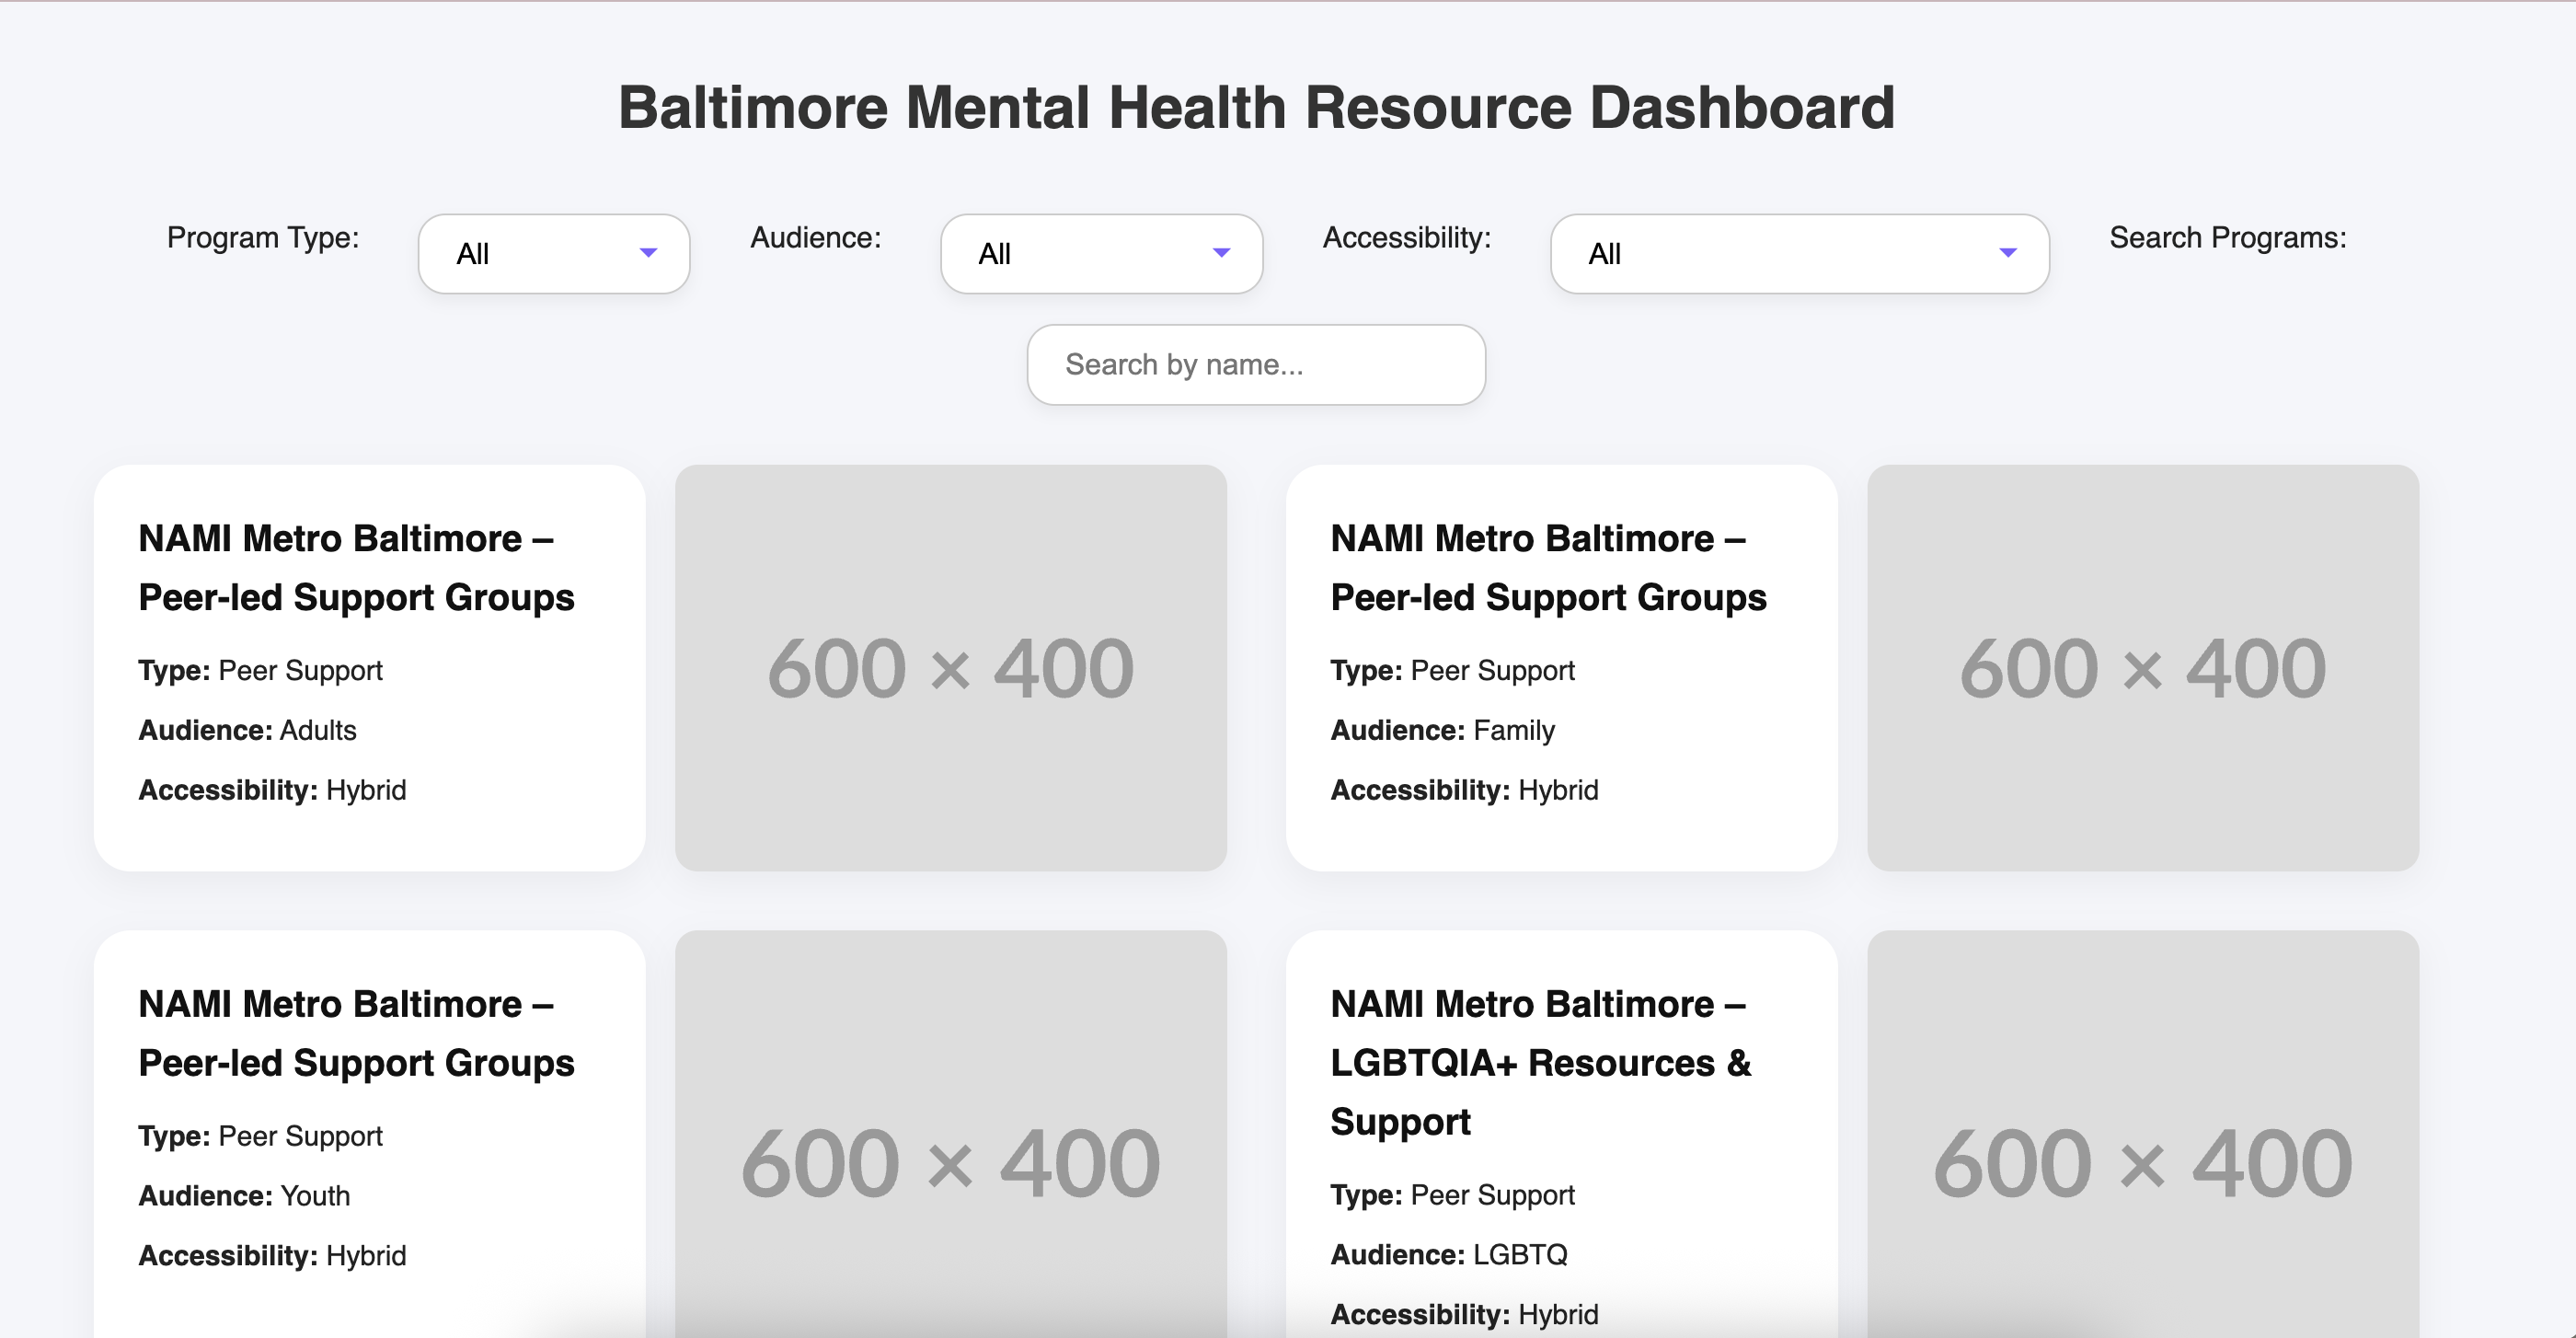 Baltimore Mental Health Resource Dashboard
Program Type:
All
Audience:
All
Accessibility:
All
Search Programs:
Search by name...
NAMI Metro Baltimore –
Peer-led Support Groups
Type: Peer Support
Audience: Adults
Accessibility: Hybrid
600 × 400
NAMI Metro Baltimore –
Peer-led Support Groups
Type: Peer Support
Audience: Family
Accessibility: Hybrid
600 × 400
NAMI Metro Baltimore –
Peer-led Support Groups
Type: Peer Support
Audience: Youth
Accessibility: Hybrid
600 × 400
NAMI Metro Baltimore –
LGBTQIA+ Resources &
Support
Type: Peer Support
Audience: LGBTQ
Accessibility: Hybrid
600 × 400